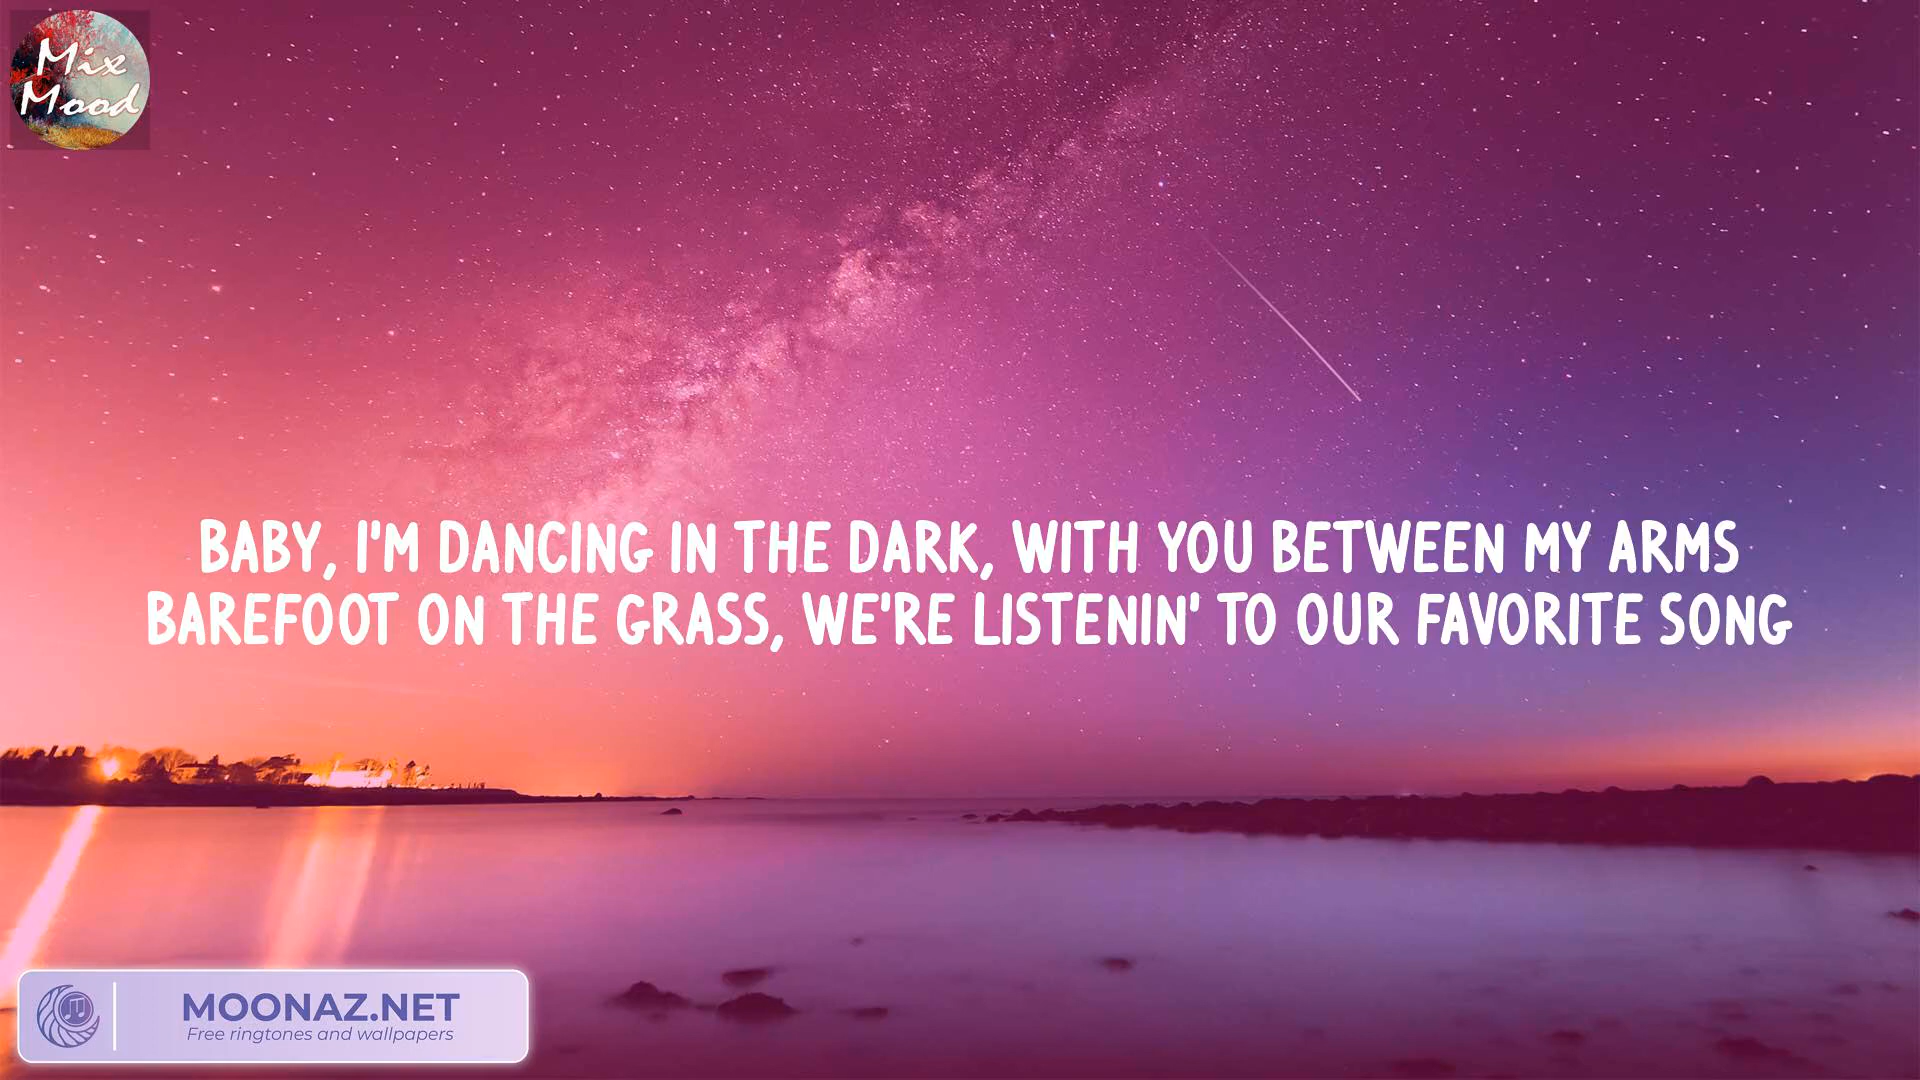 Mix
Mood
BABY, I'M DANCING IN THE DARK, WITH YOU BETWEEN MY ARMS
BAREFOOT ON THE GRASS, WE'RE LISTENIN' TO OUR FAVORITE SONG
MOONAZ.NET
Free ringtones and wallpapers